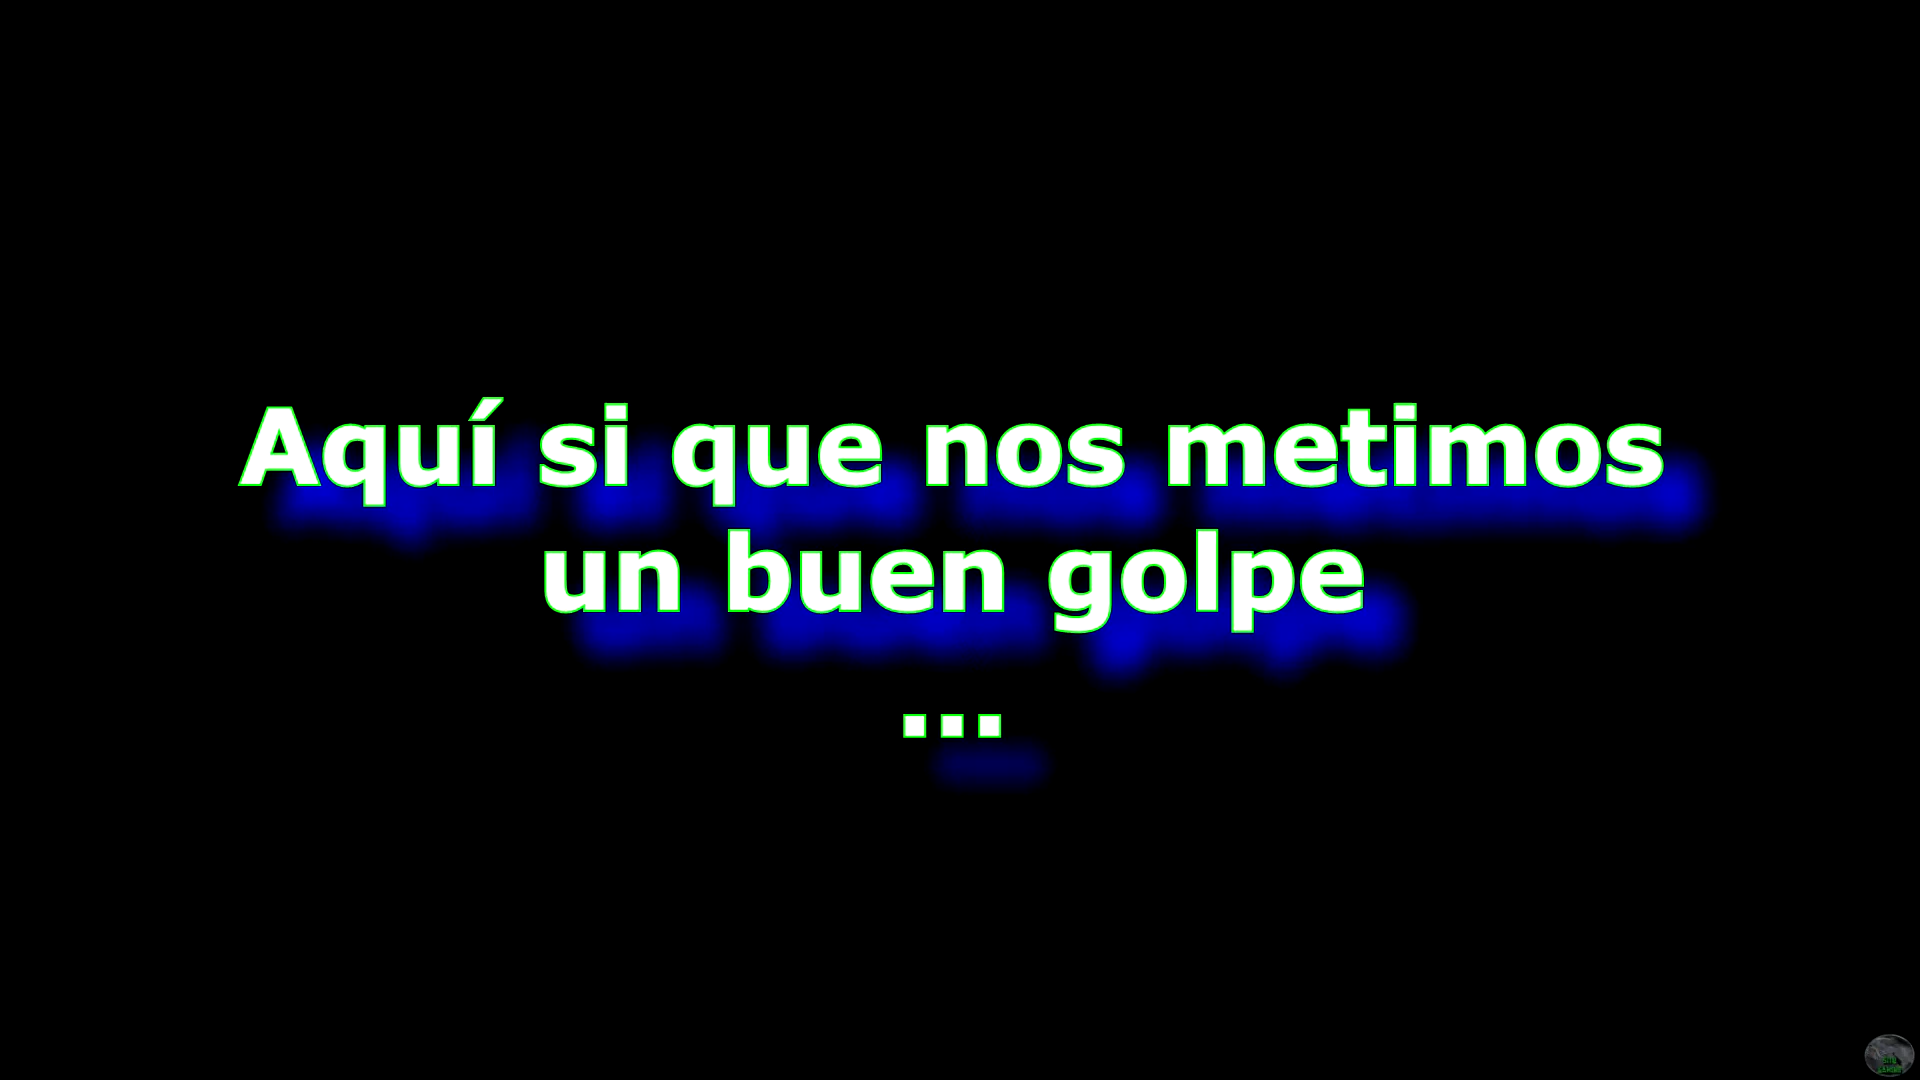 Aquí si que nos metimos
un buen golpe
...